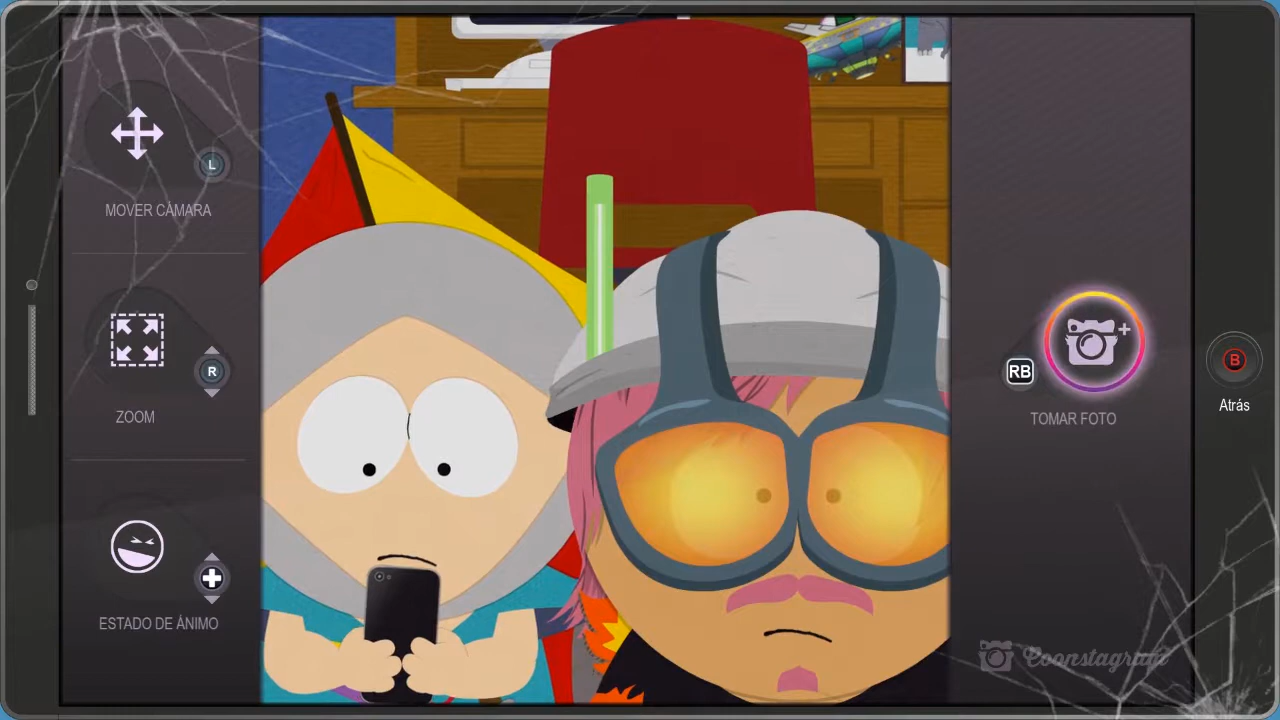 L
MOVER CÁMARA
R
ZOOM
ESTADO DE ÁNIMO
RB
TOMAR FOTO
B
Atrás
Coonstagram